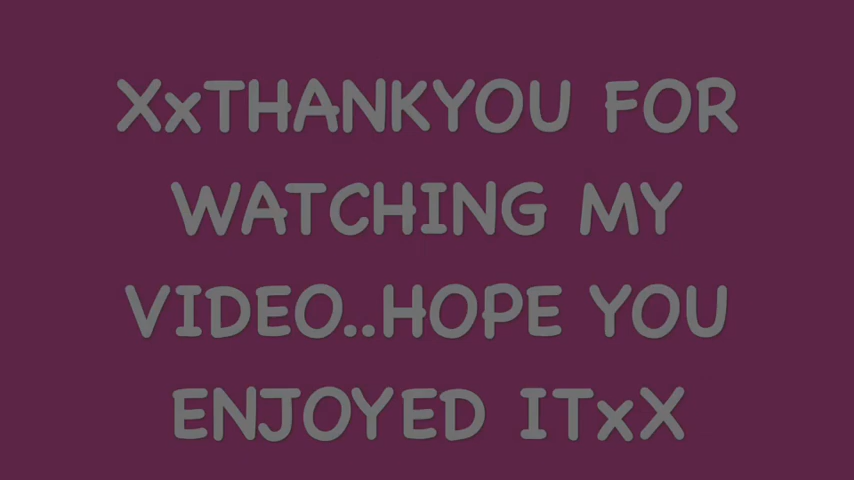 XxTHANKYOU FOR
WATCHING MY
VIDEO..HOPE YOU
ENJOYED ITxX